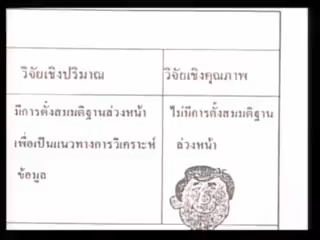 วิจัยเชิงปริมาณ
วิจัยเชิงคุณภาพ
มีการตั้งสมมติฐานล่วงหน้า
เพื่อเป็นแนวทางการวิเคราะห์
ข้อมูล
ไม่มีการตั้งสมมติฐาน
ล่วงหน้า